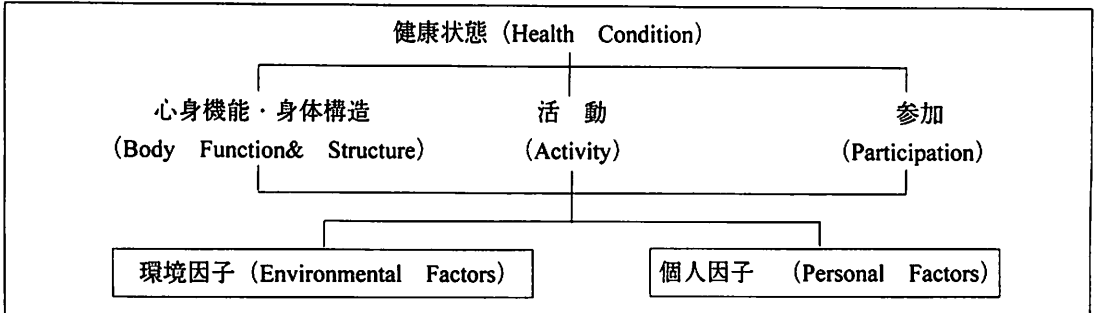 健康状態（Health Condition）
心身機能・身体構造 活 動 参加
（Body Function& Structure） （Activity） （Participation）
環境因子（Environmental Factors） 個人因子 （Personal Factors）